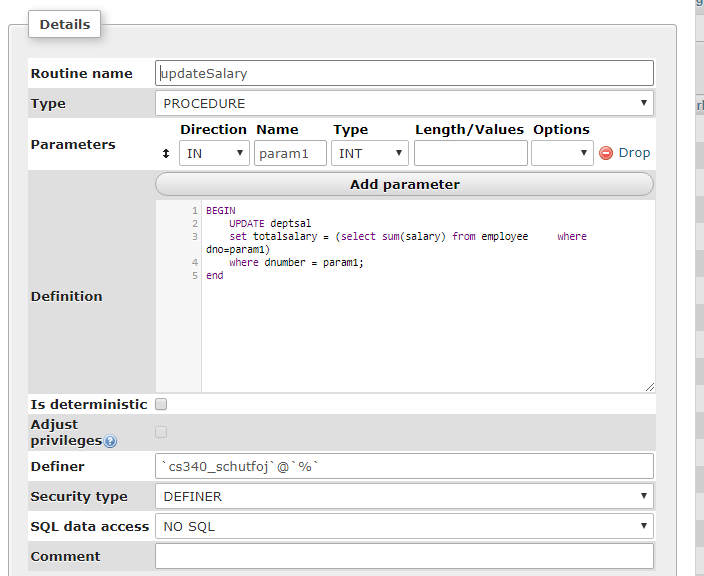 Details
Routine name updateSalary
Type PROCEDURE
Direction Name Type Length/Values Options
Parameters IN param1 INT Drop
Add parameter
Definition
1 BEGIN
2 UPDATE deptsal
3 set totalsalary = (select sum(salary) from employee where
dno=param1)
4 where dnumber = param1;
5 end
Is deterministic
Adjust
privileges
Definer `cs340_schutfoj`@`%`
Security type DEFINER
SQL data access NO SQL
Comment